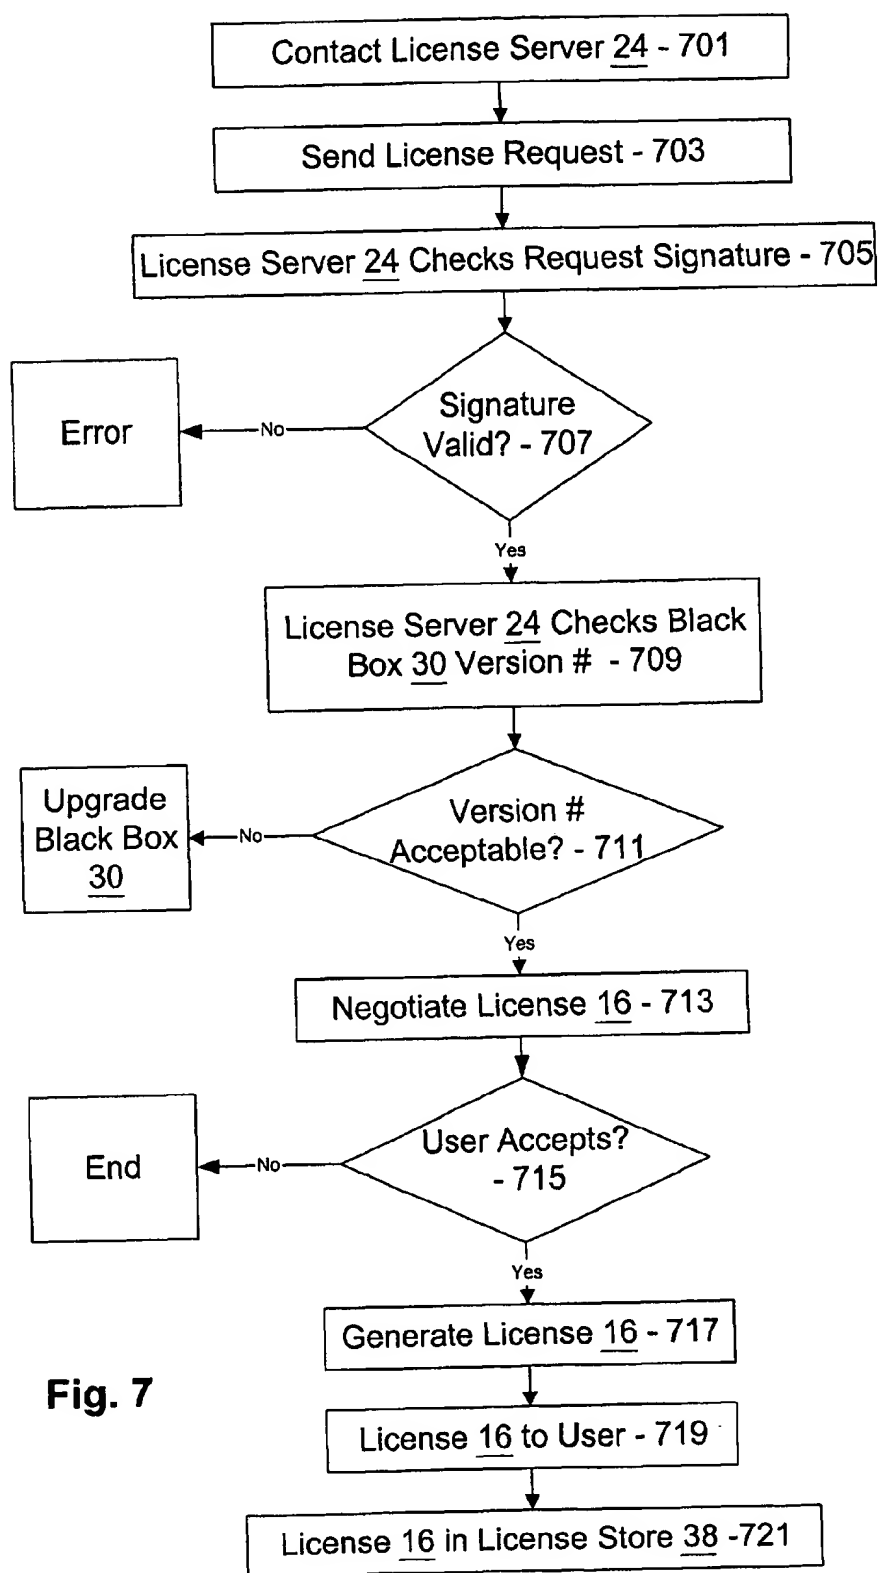 Contact License Server 24 - 701
Send License Request - 703
License Server 24 Checks Request Signature - 705
Signature
Valid? - 707
No
Error
Yes
License Server 24 Checks Black
Box 30 Version # - 709
Version #
Acceptable? - 711
No
Upgrade
Black Box
30
Yes
Negotiate License 16 - 713
User Accepts?
- 715
No
End
Yes
Generate License 16 - 717
License 16 to User - 719
License 16 in License Store 38 -721
Fig. 7